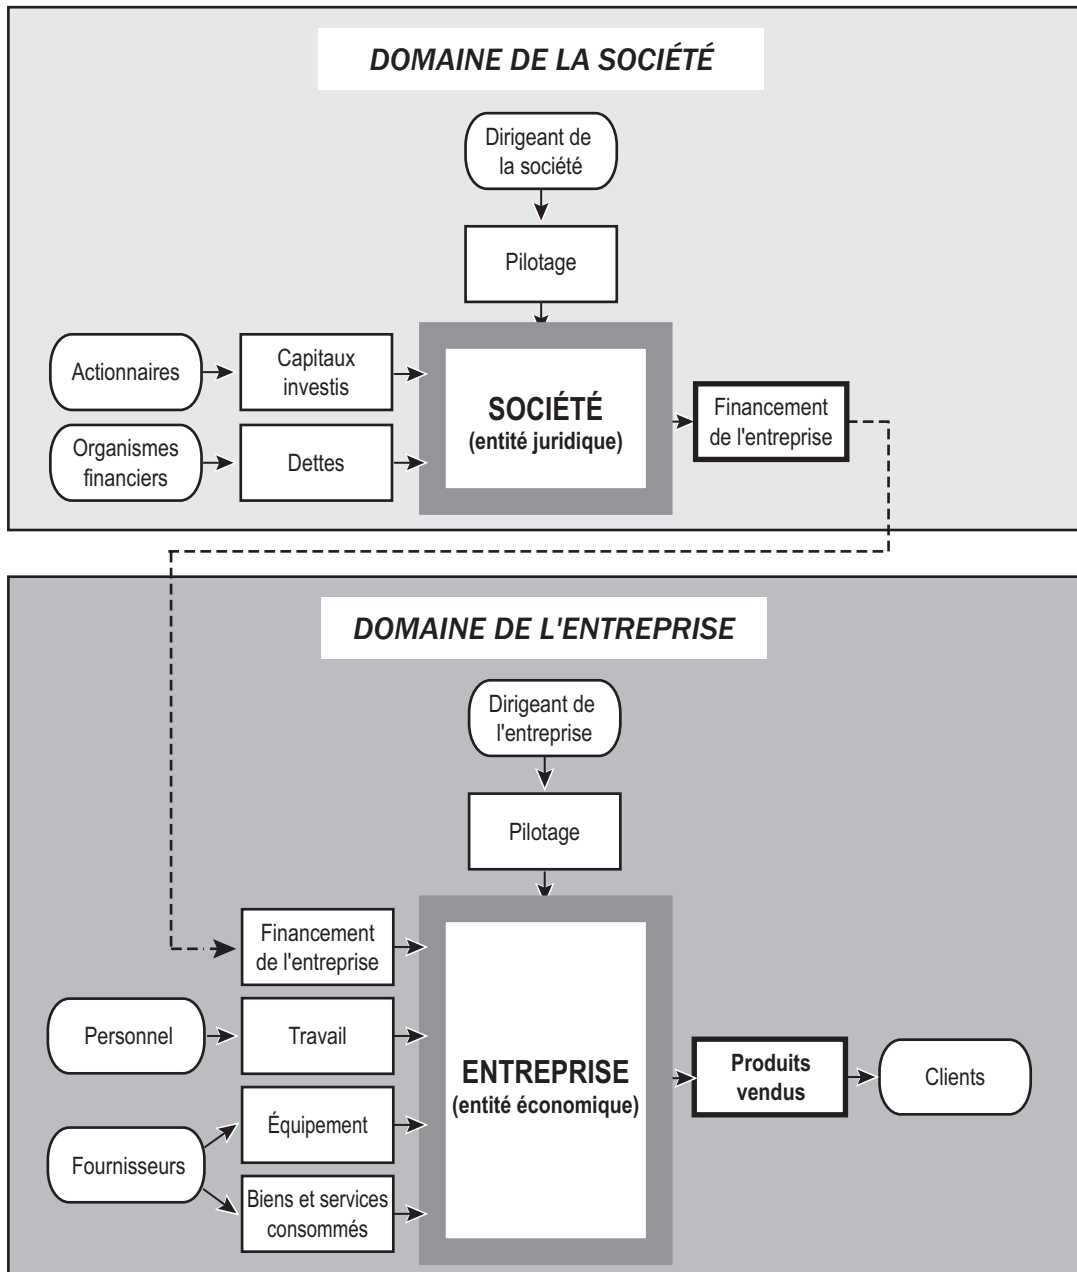 DOMAINE DE LA SOCIÉTÉ
Dirigeant de
la société
Pilotage
Actionnaires
Capitaux
investis
Organismes
financiers
Dettes
SOCIÉTÉ
(entité juridique)
Financement
de l'entreprise
DOMAINE DE L'ENTREPRISE
Dirigeant de
l'entreprise
Pilotage
Financement
de l'entreprise
Personnel
Travail
Fournisseurs
Équipement
Biens et services
consommés
ENTREPRISE
(entité économique)
Produits
vendus
Clients